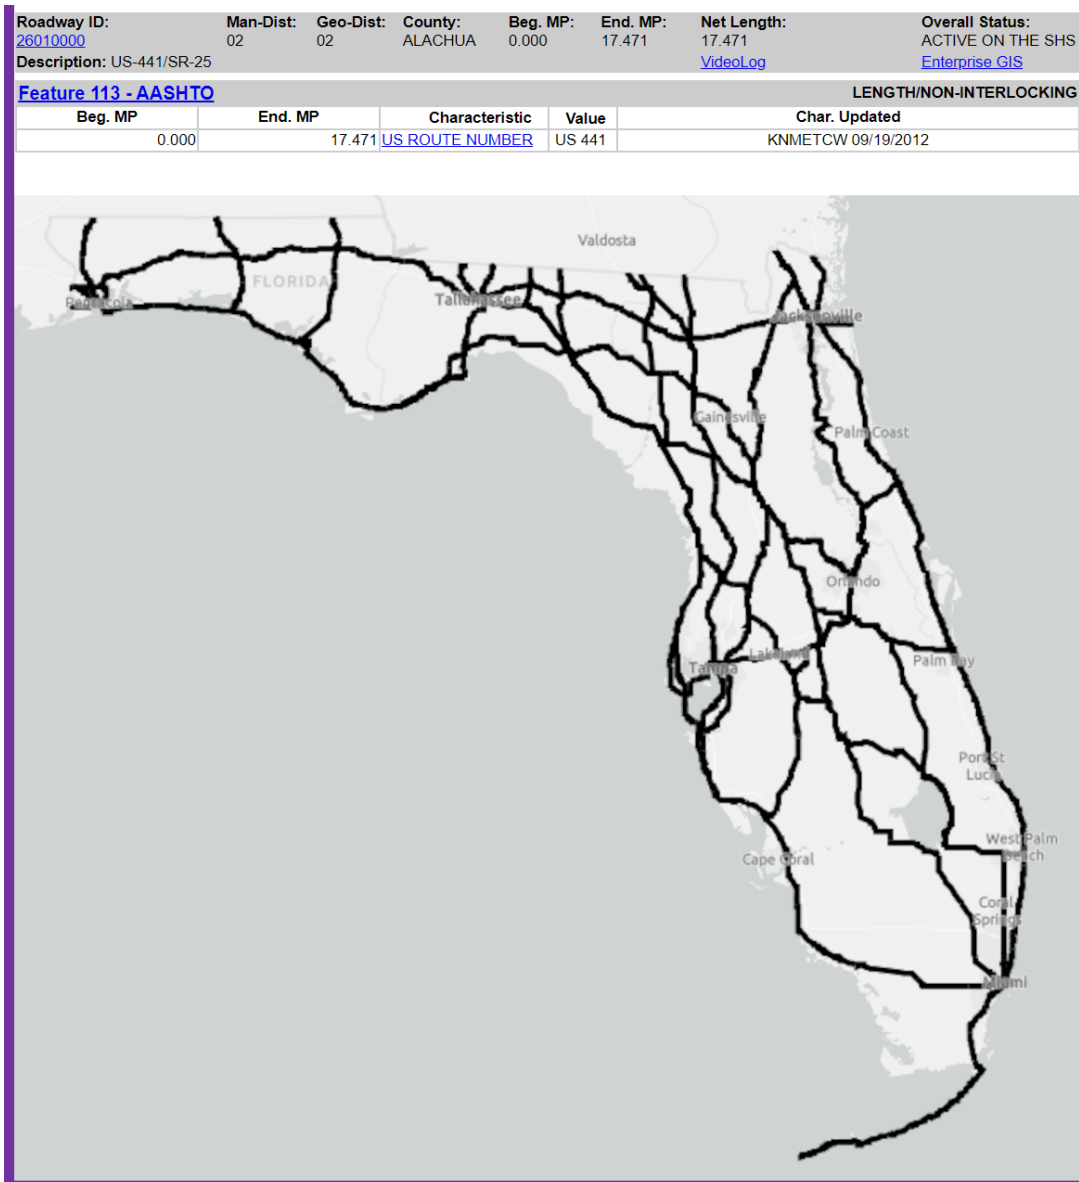 Roadway ID: Man-Dist: Geo-Dist: County: Beg. MP: End. MP: Net Length: Overall Status:
26010000 02 02 ALACHUA 0.000 17.471 17.471 ACTIVE ON THE SHS
Description: US-441/SR-25 VideoLog Enterprise GIS
Feature 113 - AASHTO LENGTH/NON-INTERLOCKING
Beg. MP End. MP Characteristic Value Char. Updated
0.000 17.471 US ROUTE NUMBER US 441 KNMETCW 09/19/2012
Valdosta
FLORIDA
Pensacola
Tallahassee
Jacksonville
Gainesville
Palm Coast
Orlando
Lakeland
Tampa
Palm Bay
Port St
Lucie
West Palm
Beach
Cape Coral
Coral
Springs
Miami